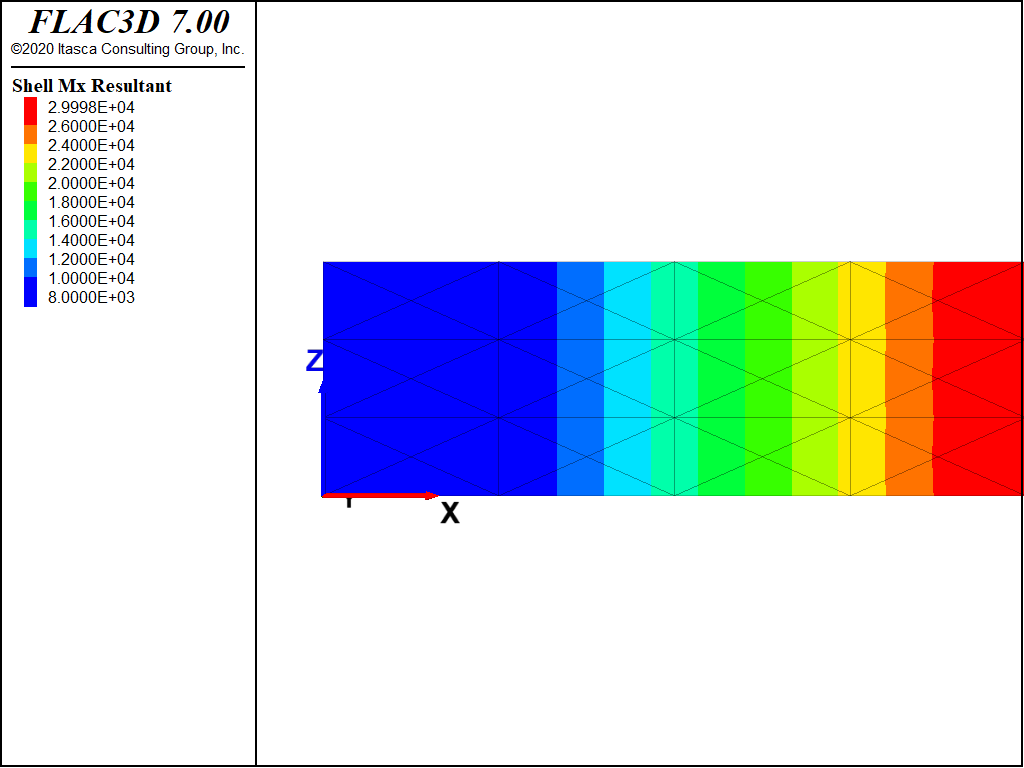 FLAC3D 7.00
©2020 Itasca Consulting Group, Inc.
Shell Mx Resultant
2.9998E+04
2.6000E+04
2.4000E+04
2.2000E+04
2.0000E+04
1.8000E+04
1.6000E+04
1.4000E+04
1.2000E+04
1.0000E+04
8.0000E+03
Z
Y
X